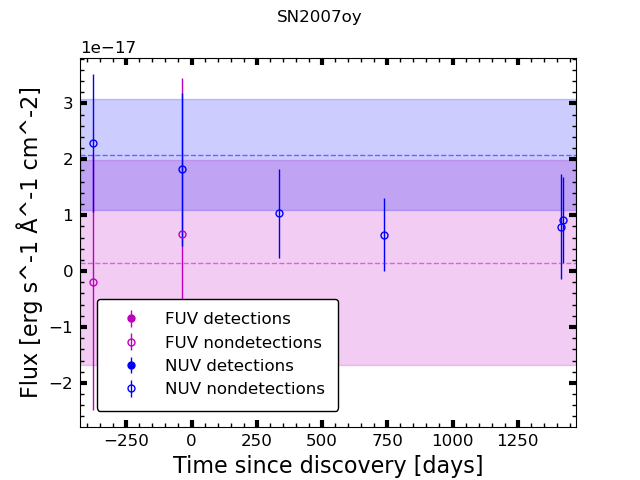 SN2007oy
1e−17
3
2
1
0
−1
−2
Flux [erg s^-1 Å^-1 cm^-2]
FUV detections
FUV nondetections
NUV detections
NUV nondetections
−250 0 250 500 750 1000 1250
Time since discovery [days]